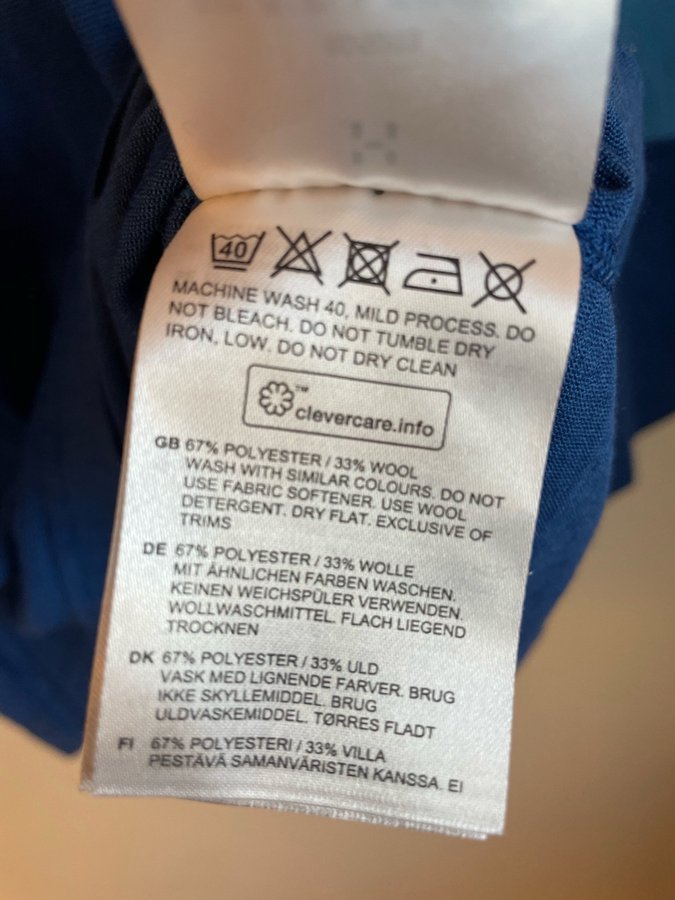 40
MACHINE WASH 40, MILD PROCESS. DO
NOT BLEACH. DO NOT TUMBLE DRY
IRON, LOW. DO NOT DRY CLEAN
™
clevercare.info
GB 67% POLYESTER / 33% WOOL
WASH WITH SIMILAR COLOURS. DO NOT
USE FABRIC SOFTENER. USE WOOL
DETERGENT. DRY FLAT. EXCLUSIVE OF
TRIMS
DE 67% POLYESTER / 33% WOLLE
MIT ÄHNLICHEN FARBEN WASCHEN.
KEINEN WEICHSPÜLER VERWENDEN.
WOLLWASCHMITTEL. FLACH LIEGEND
TROCKNEN
DK 67% POLYESTER / 33% ULD
VASK MED LIGNENDE FARVER. BRUG
IKKE SKYLLEMIDDEL. BRUG
ULDVASKEMIDDEL. TØRRES FLADT
FI 67% POLYESTERI / 33% VILLA
PESTÄVÄ SAMANVÄRISTEN KANSSA. EI